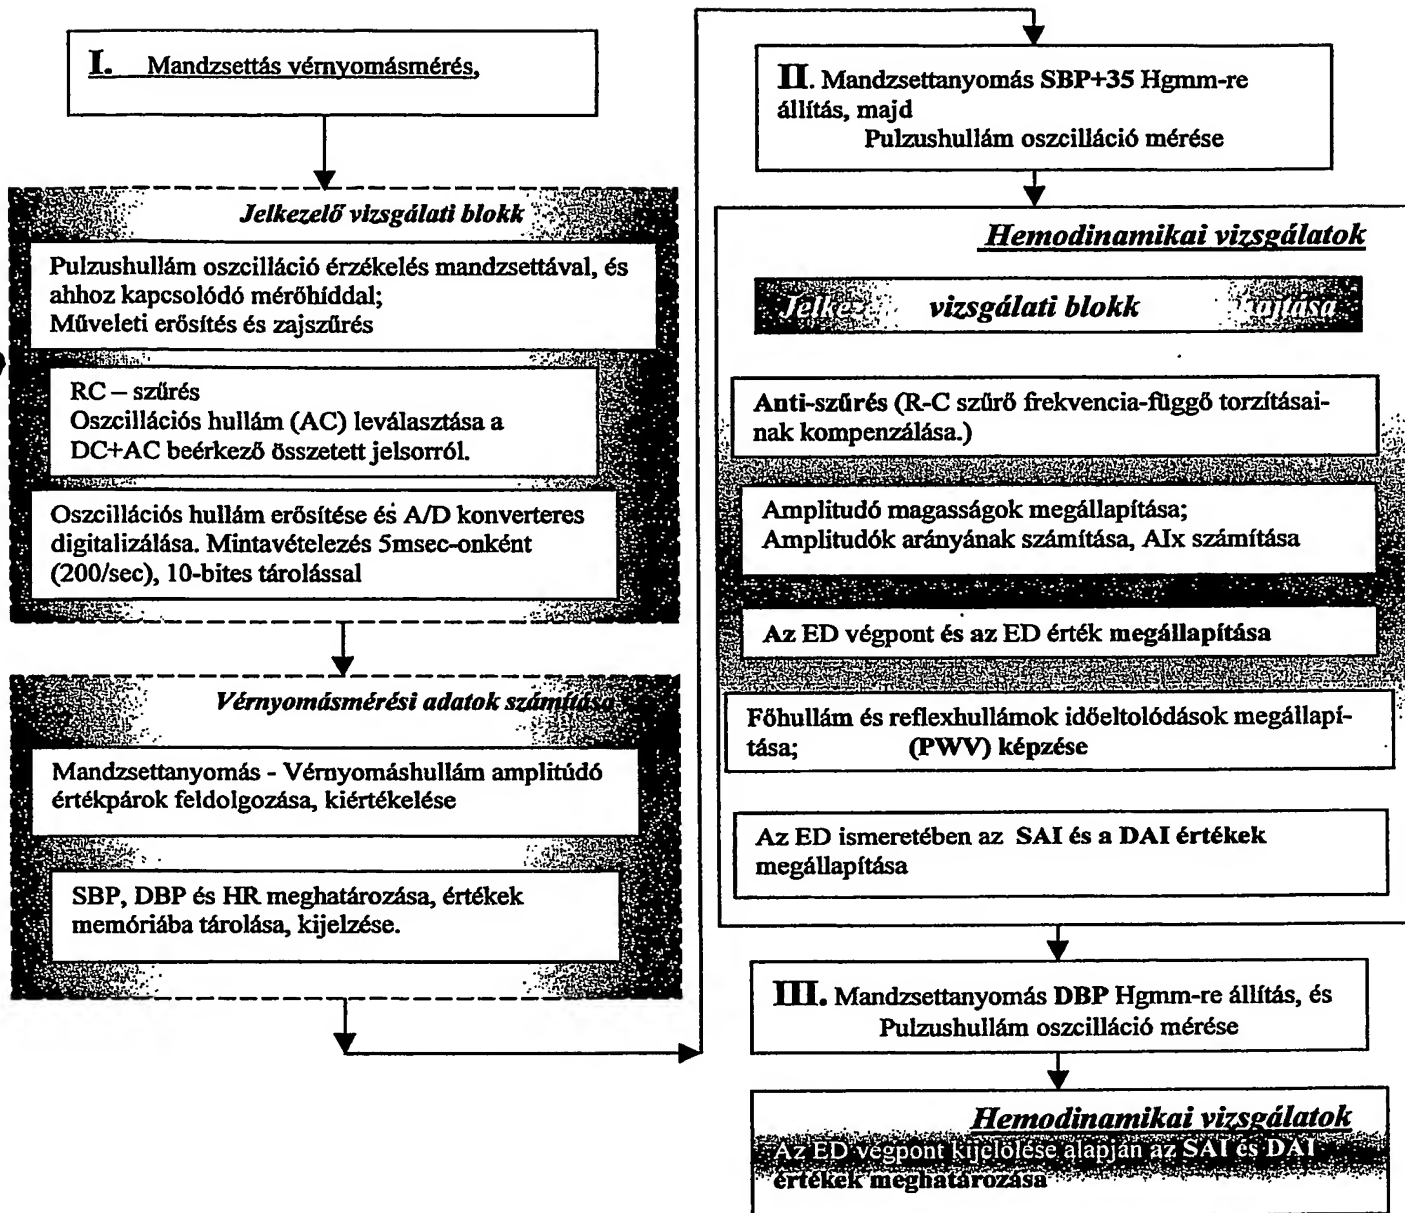 I. Mandzsettás vérnyomásmérés,
Jelkezelő vizsgálati blokk
Pulzushullám oszcilláció érzékelés mandzsettával, és
ahhoz kapcsolódó mérőhíddal;
Műveleti erősítés és zajszűrés
RC – szűrés
Oszcillációs hullám (AC) leválasztása a
DC+AC beérkező összetett jelsorról.
Oszcillációs hullám erősítése és A/D konverteres
digitalizálása. Mintavételezés 5msec-onként
(200/sec), 10-bites tárolással
Vérnyomásmérési adatok számítása
Mandzsettanyomás - Vérnyomáshullám amplitúdó
értékpárok feldolgozása, kiértékelése
SBP, DBP és HR meghatározása, értékek
memóriába tárolása, kijelzése.
II. Mandzsettanyomás SBP+35 Hgmm-re
állítás, majd
Pulzushullám oszcilláció mérése
Hemodinamikai vizsgálatok
vizsgálati blokk
Anti-szűrés (R-C szűrő frekvencia-függő torzításai-
nak kompenzálása.)
Amplitudó magasságok megállapítása;
Amplitudók arányának számítása, AIx számítása
Az ED végpont és az ED érték megállapítása
Főhullám és reflexhullámok időeltolódások megállapí-
tása; (PWV) képzése
Az ED ismeretében az SAI és a DAI értékek
megállapítása
III. Mandzsettanyomás DBP Hgmm-re állítás, és
Pulzushullám oszcilláció mérése
Hemodinamikai vizsgálatok
Az ED végpont kijelölése alapján az SAI és DAI
értékek meghatározása